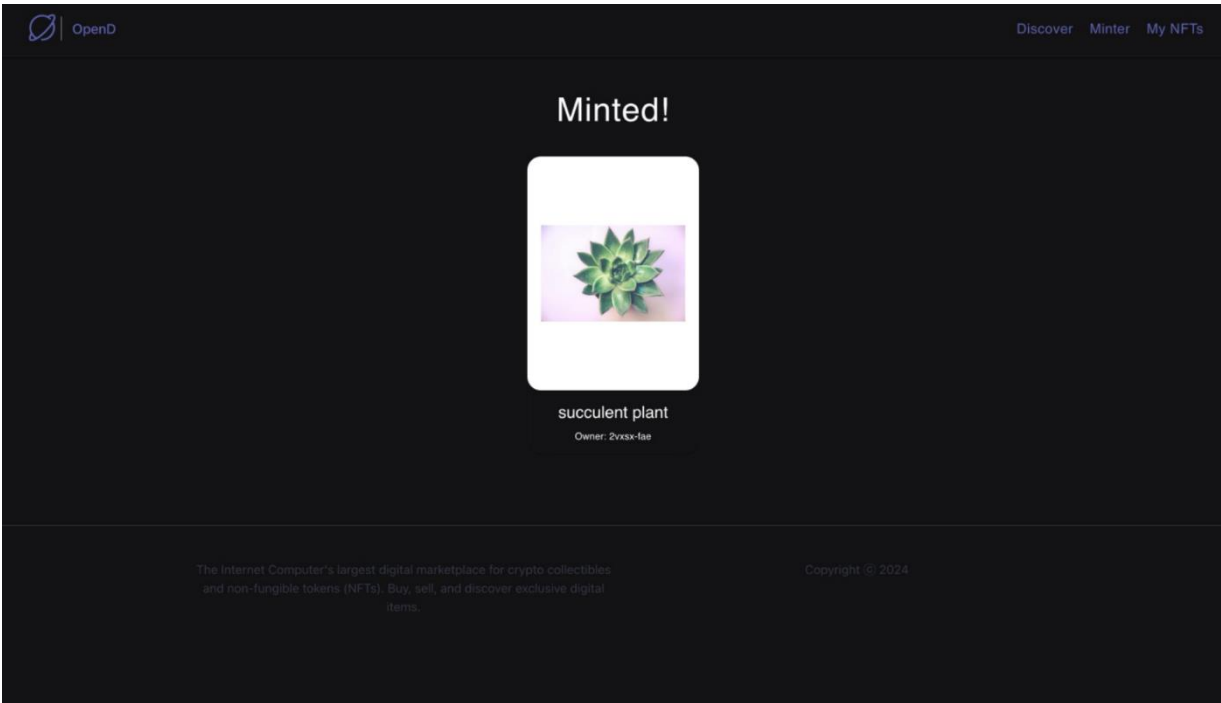 OpenD
Discover Minter My NFTs
Minted!
succulent plant
Owner: 2vxsx-fae
The Internet Computer's largest digital marketplace for crypto collectibles
and non-fungible tokens (NFTs). Buy, sell, and discover exclusive digital
items.
Copyright ⓒ 2024